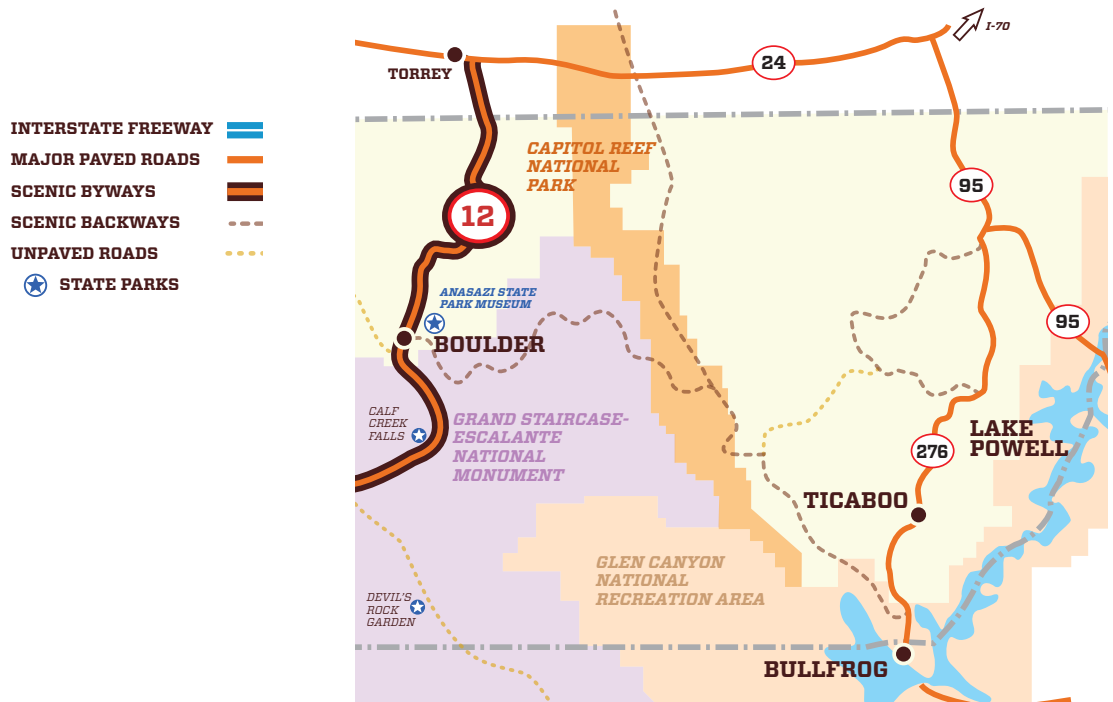 I-70
24
TORREY
INTERSTATE FREEWAY
MAJOR PAVED ROADS
SCENIC BYWAYS
SCENIC BACKWAYS
UNPAVED ROADS
STATE PARKS
CAPITOL REEF
NATIONAL
PARK
95
12
ANASAZI STATE
PARK MUSEUM
95
BOULDER
CALF
CREEK
FALLS
GRAND STAIRCASE-
ESCALANTE
NATIONAL
MONUMENT
LAKE
POWELL
276
TICABOO
GLEN CANYON
NATIONAL
RECREATION AREA
DEVIL'S
ROCK
GARDEN
BULLFROG